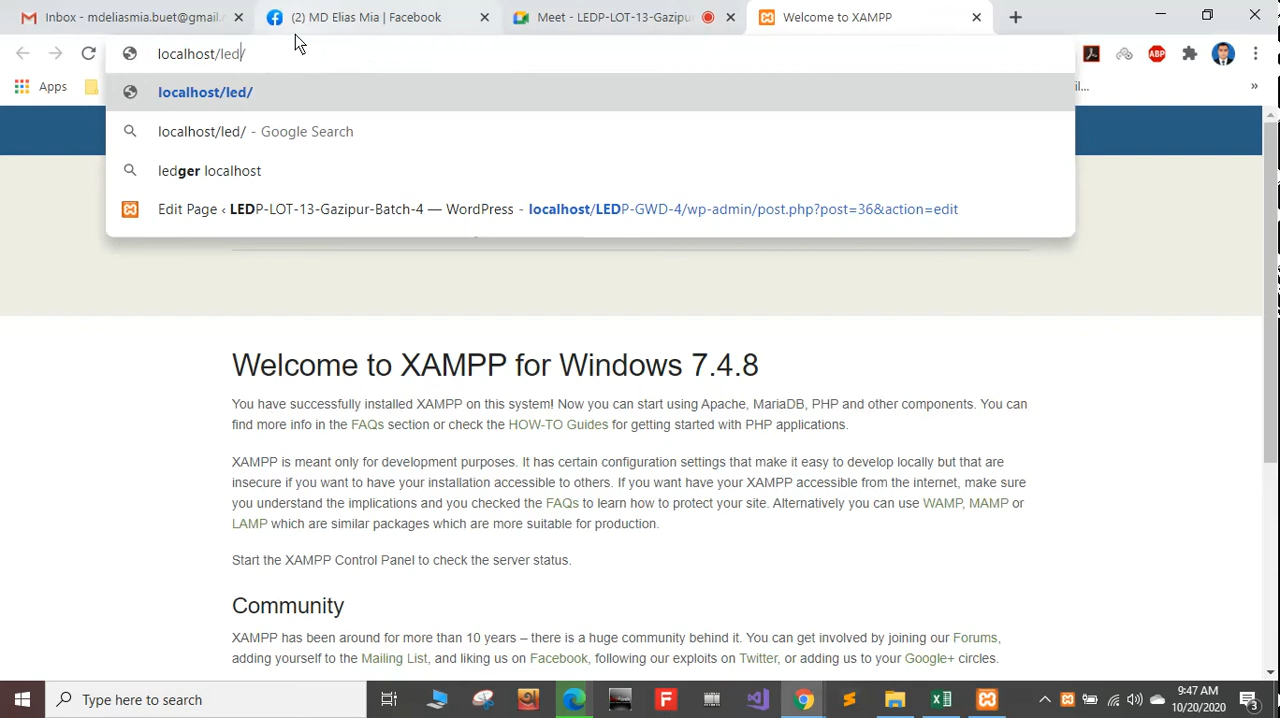 Inbox - mdeliasmia.buet@gmail.
(2) MD Elias Mia | Facebook
Meet - LEDP-LOT-13-Gazipu
Welcome to XAMPP
localhost/led/
Apps
il...
»
localhost/led/
localhost/led/ - Google Search
ledger localhost
Edit Page ‹ LEDP-LOT-13-Gazipur-Batch-4 — WordPress - localhost/LEDP-GWD-4/wp-admin/post.php?post=36&action=edit
ABP
Welcome to XAMPP for Windows 7.4.8
You have successfully installed XAMPP on this system! Now you can start using Apache, MariaDB, PHP and other components. You can
find more info in the FAQs section or check the HOW-TO Guides for getting started with PHP applications.
XAMPP is meant only for development purposes. It has certain configuration settings that make it easy to develop locally but that are
insecure if you want to have your installation accessible to others. If you want have your XAMPP accessible from the internet, make sure
you understand the implications and you checked the FAQs to learn how to protect your site. Alternatively you can use WAMP, MAMP or
LAMP which are similar packages which are more suitable for production.
Start the XAMPP Control Panel to check the server status.
Community
XAMPP has been around for more than 10 years – there is a huge community behind it. You can get involved by joining our Forums,
adding yourself to the Mailing List, and liking us on Facebook, following our exploits on Twitter, or adding us to your Google+ circles.
Type here to search
F
9:47 AM
10/20/2020
3